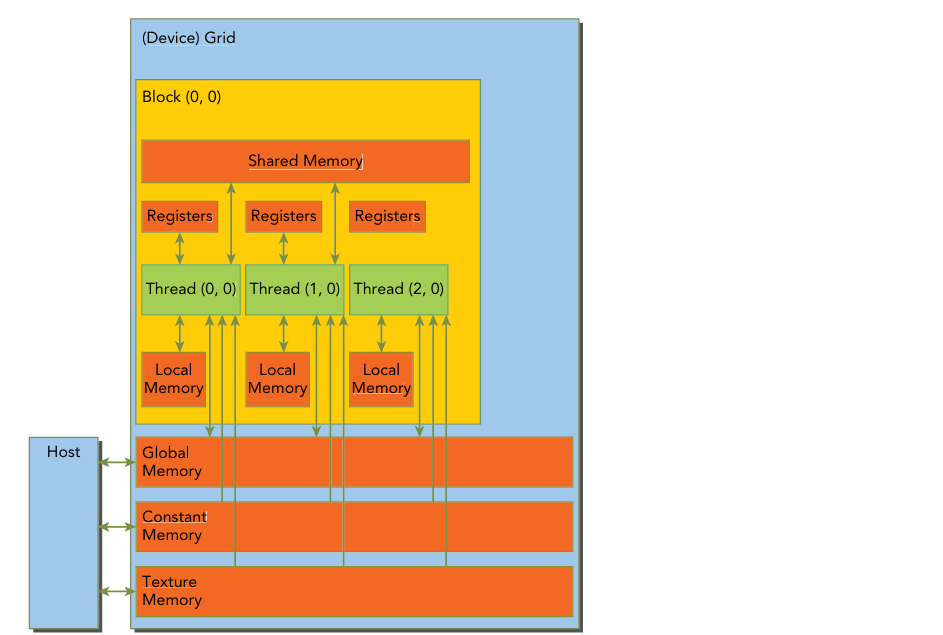 (Device) Grid
Block (0, 0)
Shared Memory
Registers
Registers
Registers
Thread (0, 0)
Thread (1, 0)
Thread (2, 0)
Local
Memory
Local
Memory
Local
Memory
Host
Global
Memory
Constant
Memory
Texture
Memory